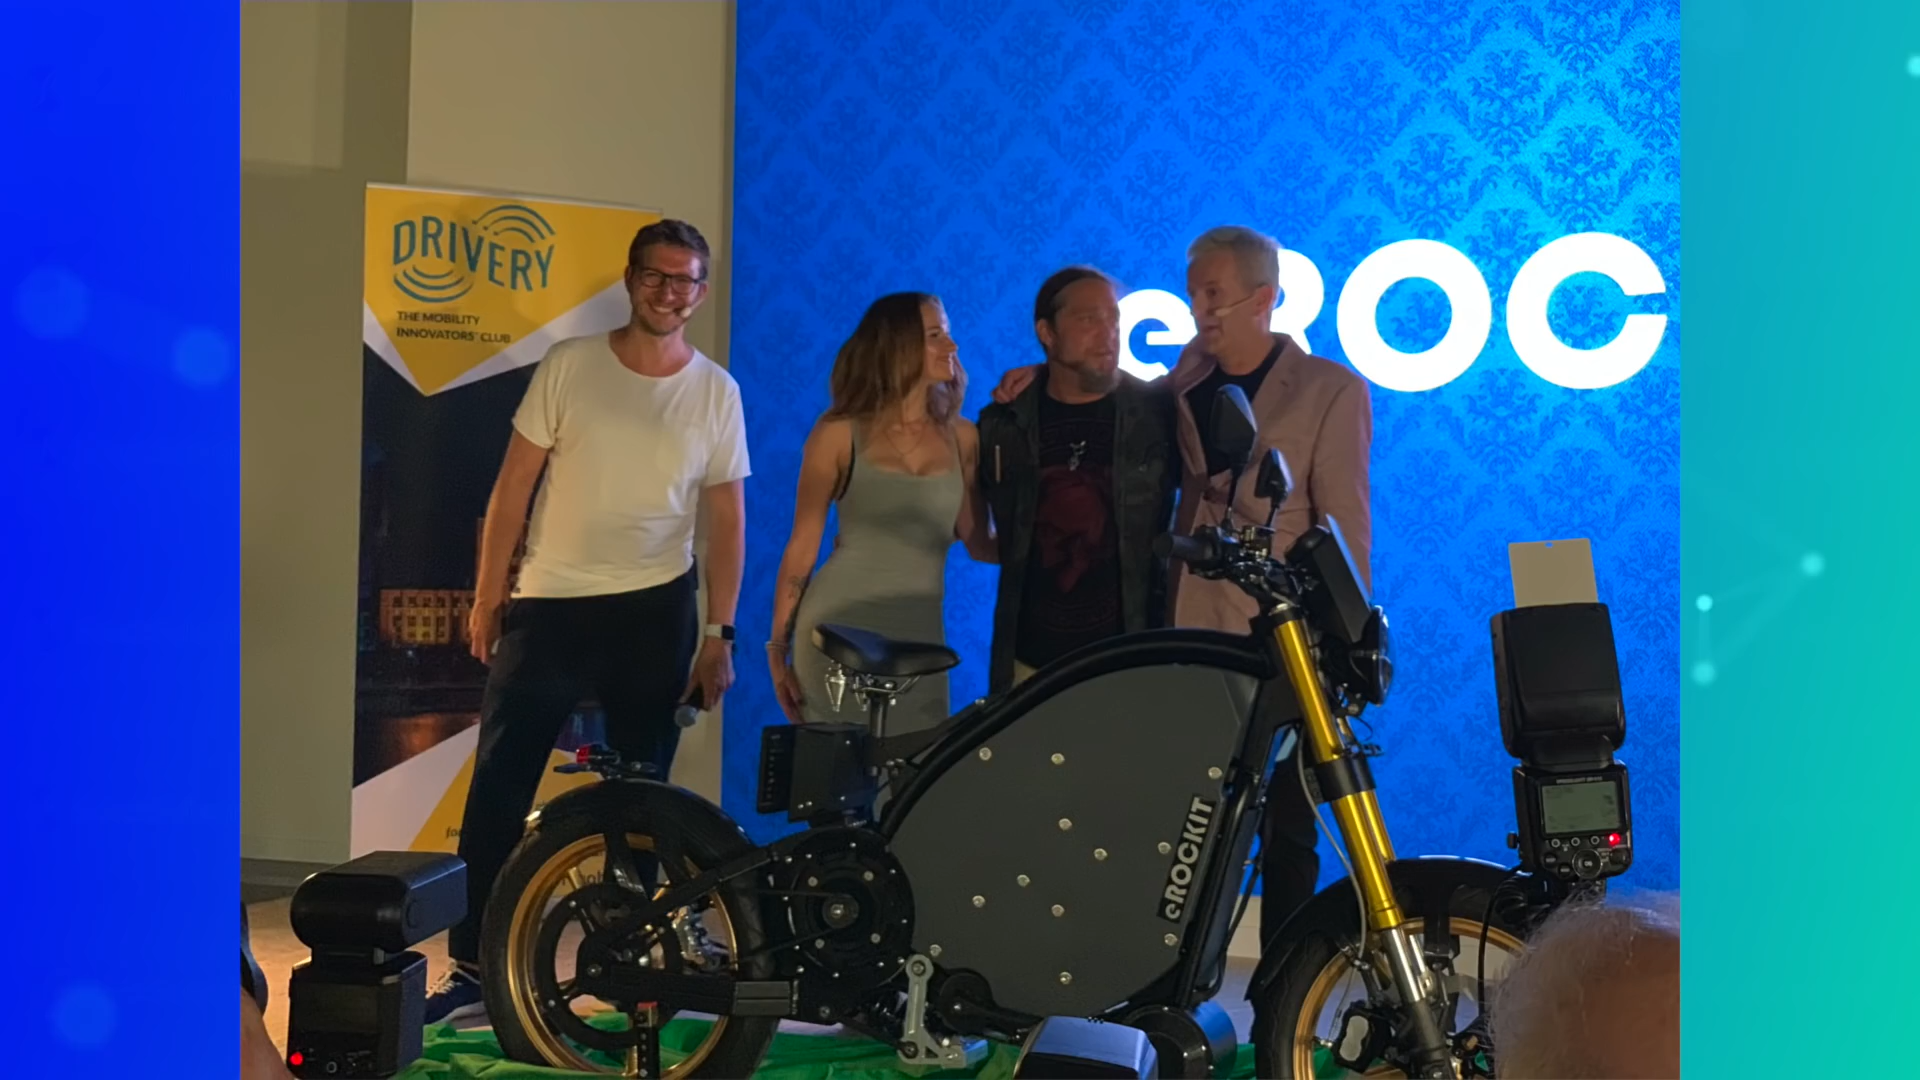 DRIVERY
THE MOBILITY
INNOVATORS' CLUB
eROC
eROCKIT